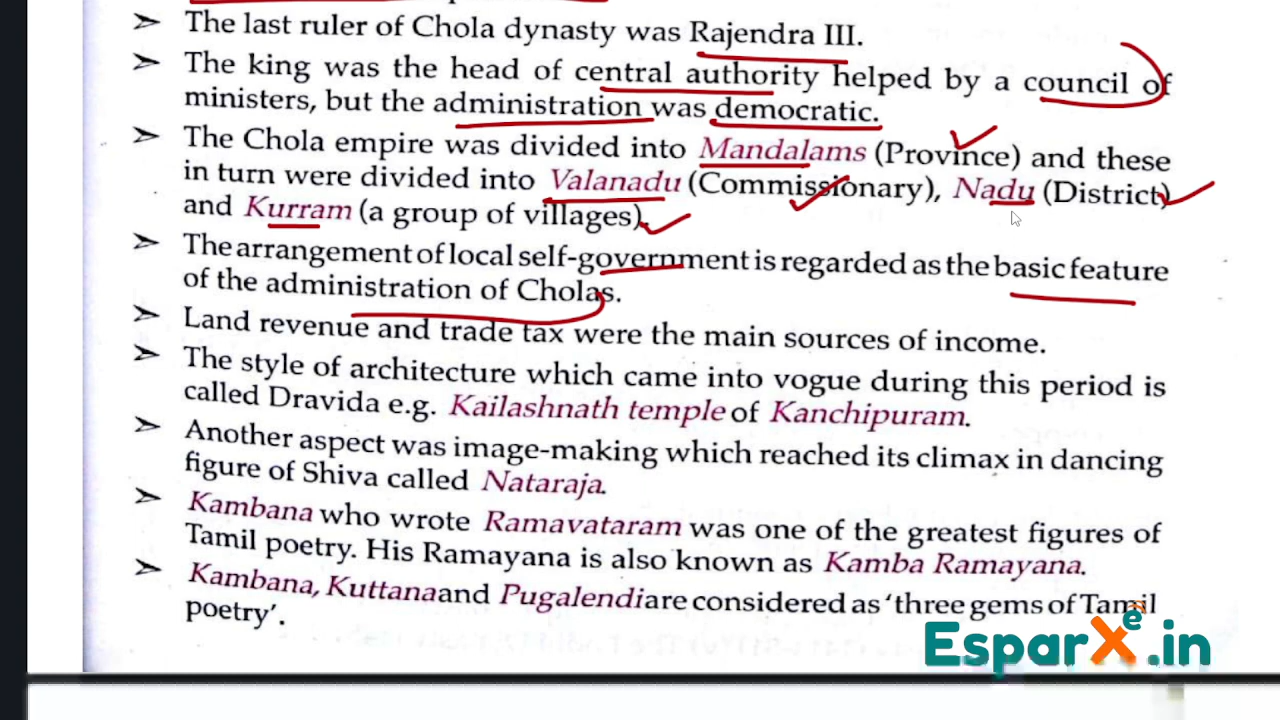 ➢ The last ruler of Chola dynasty was Rajendra III.
➢ The king was the head of central authority helped by a council of
ministers, but the administration was democratic.
➢ The Chola empire was divided into Mandalams (Province) and these
in turn were divided into Valanadu (Commissionary), Nadu (District)
and Kurram (a group of villages).
➢ The arrangement of local self-government is regarded as the basic feature
of the administration of Cholas.
➢ Land revenue and trade tax were the main sources of income.
➢ The style of architecture which came into vogue during this period is
called Dravida e.g. Kailashnath temple of Kanchipuram.
➢ Another aspect was image-making which reached its climax in dancing
figure of Shiva called Nataraja.
➢ Kambana who wrote Ramavataram was one of the greatest figures of
Tamil poetry. His Ramayana is also known as Kamba Ramayana.
➢ Kambana, Kuttana and Pugalendi are considered as 'three gems of Tamil
poetry'.
EsparXe.in